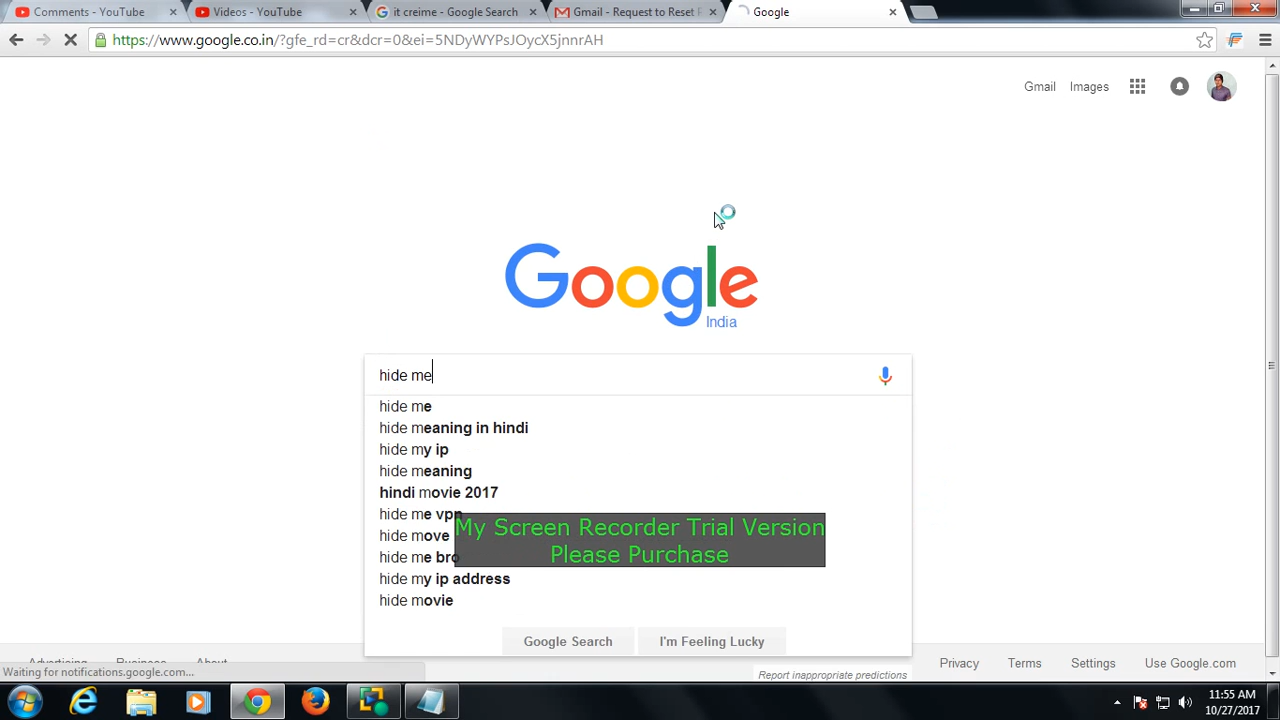 Comments - YouTube
Videos - YouTube
it creime - Google Search
Gmail - Request to Reset
Google
https://www.google.co.in/?gfe_rd=cr&dcr=0&ei=5NDyWYPSJOycX5jnnrAH
Gmail Images
Google
India
hide me
hide me
hide meaning in hindi
hide my ip
hide meaning
hindi movie 2017
hide me vpn
hide move
hide me bro
hide my ip address
hide movie
My Screen Recorder Trial Version
Please Purchase
Google Search I'm Feeling Lucky
Advertising Business About
Privacy Terms Settings Use Google.com
Waiting for notifications.google.com...
Report inappropriate predictions
11:55 AM
10/27/2017